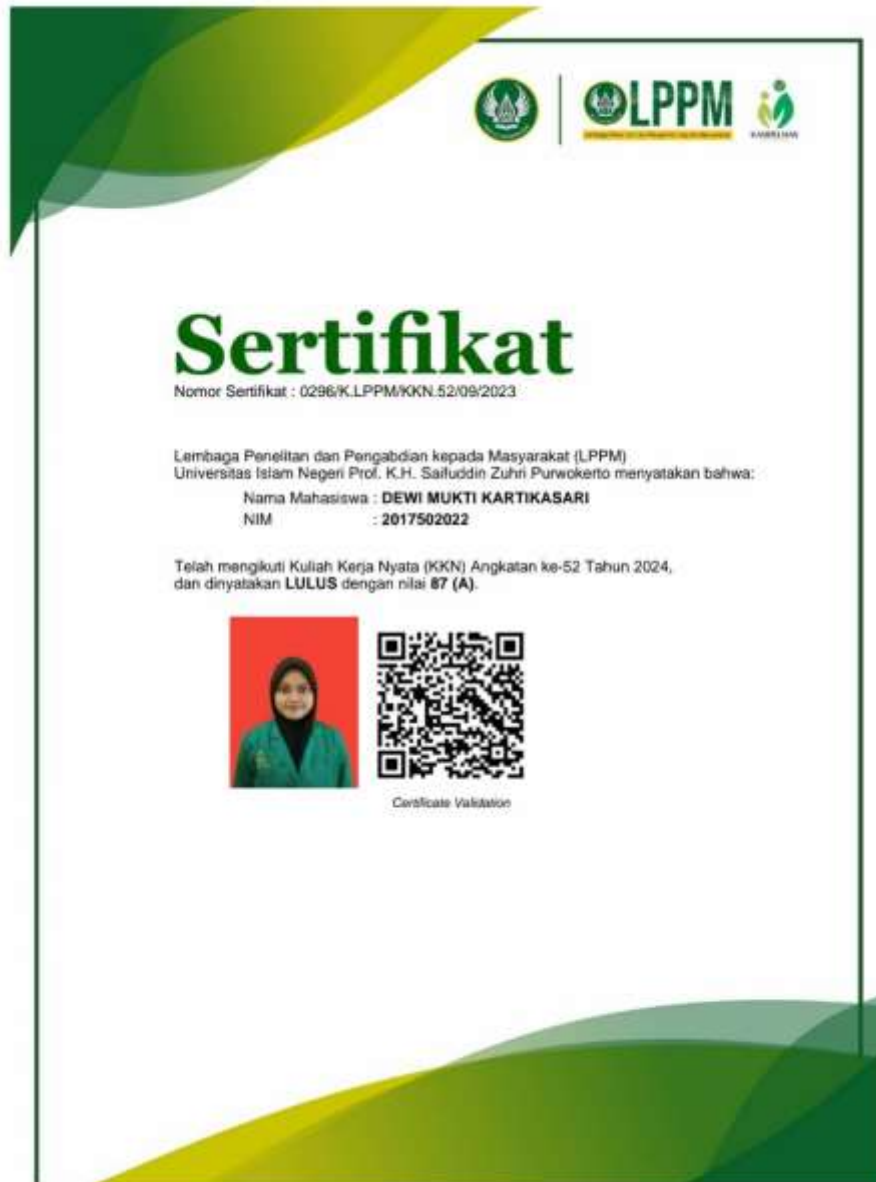 LPPM
Sertifikat
Nomor Sertifikat : 0296/K.LPPM/KKN.52/09/2023
Lembaga Penelitan dan Pengabdian kepada Masyarakat (LPPM)
Universitas Islam Negeri Prof. K.H. Saifuddin Zuhri Purwokerto menyatakan bahwa:
Nama Mahasiswa : DEWI MUKTI KARTIKASARI
NIM : 2017502022
Telah mengikuti Kuliah Kerja Nyata (KKN) Angkatan ke-52 Tahun 2024,
dan dinyatakan LULUS dengan nilai 87 (A).
Certificate Validation